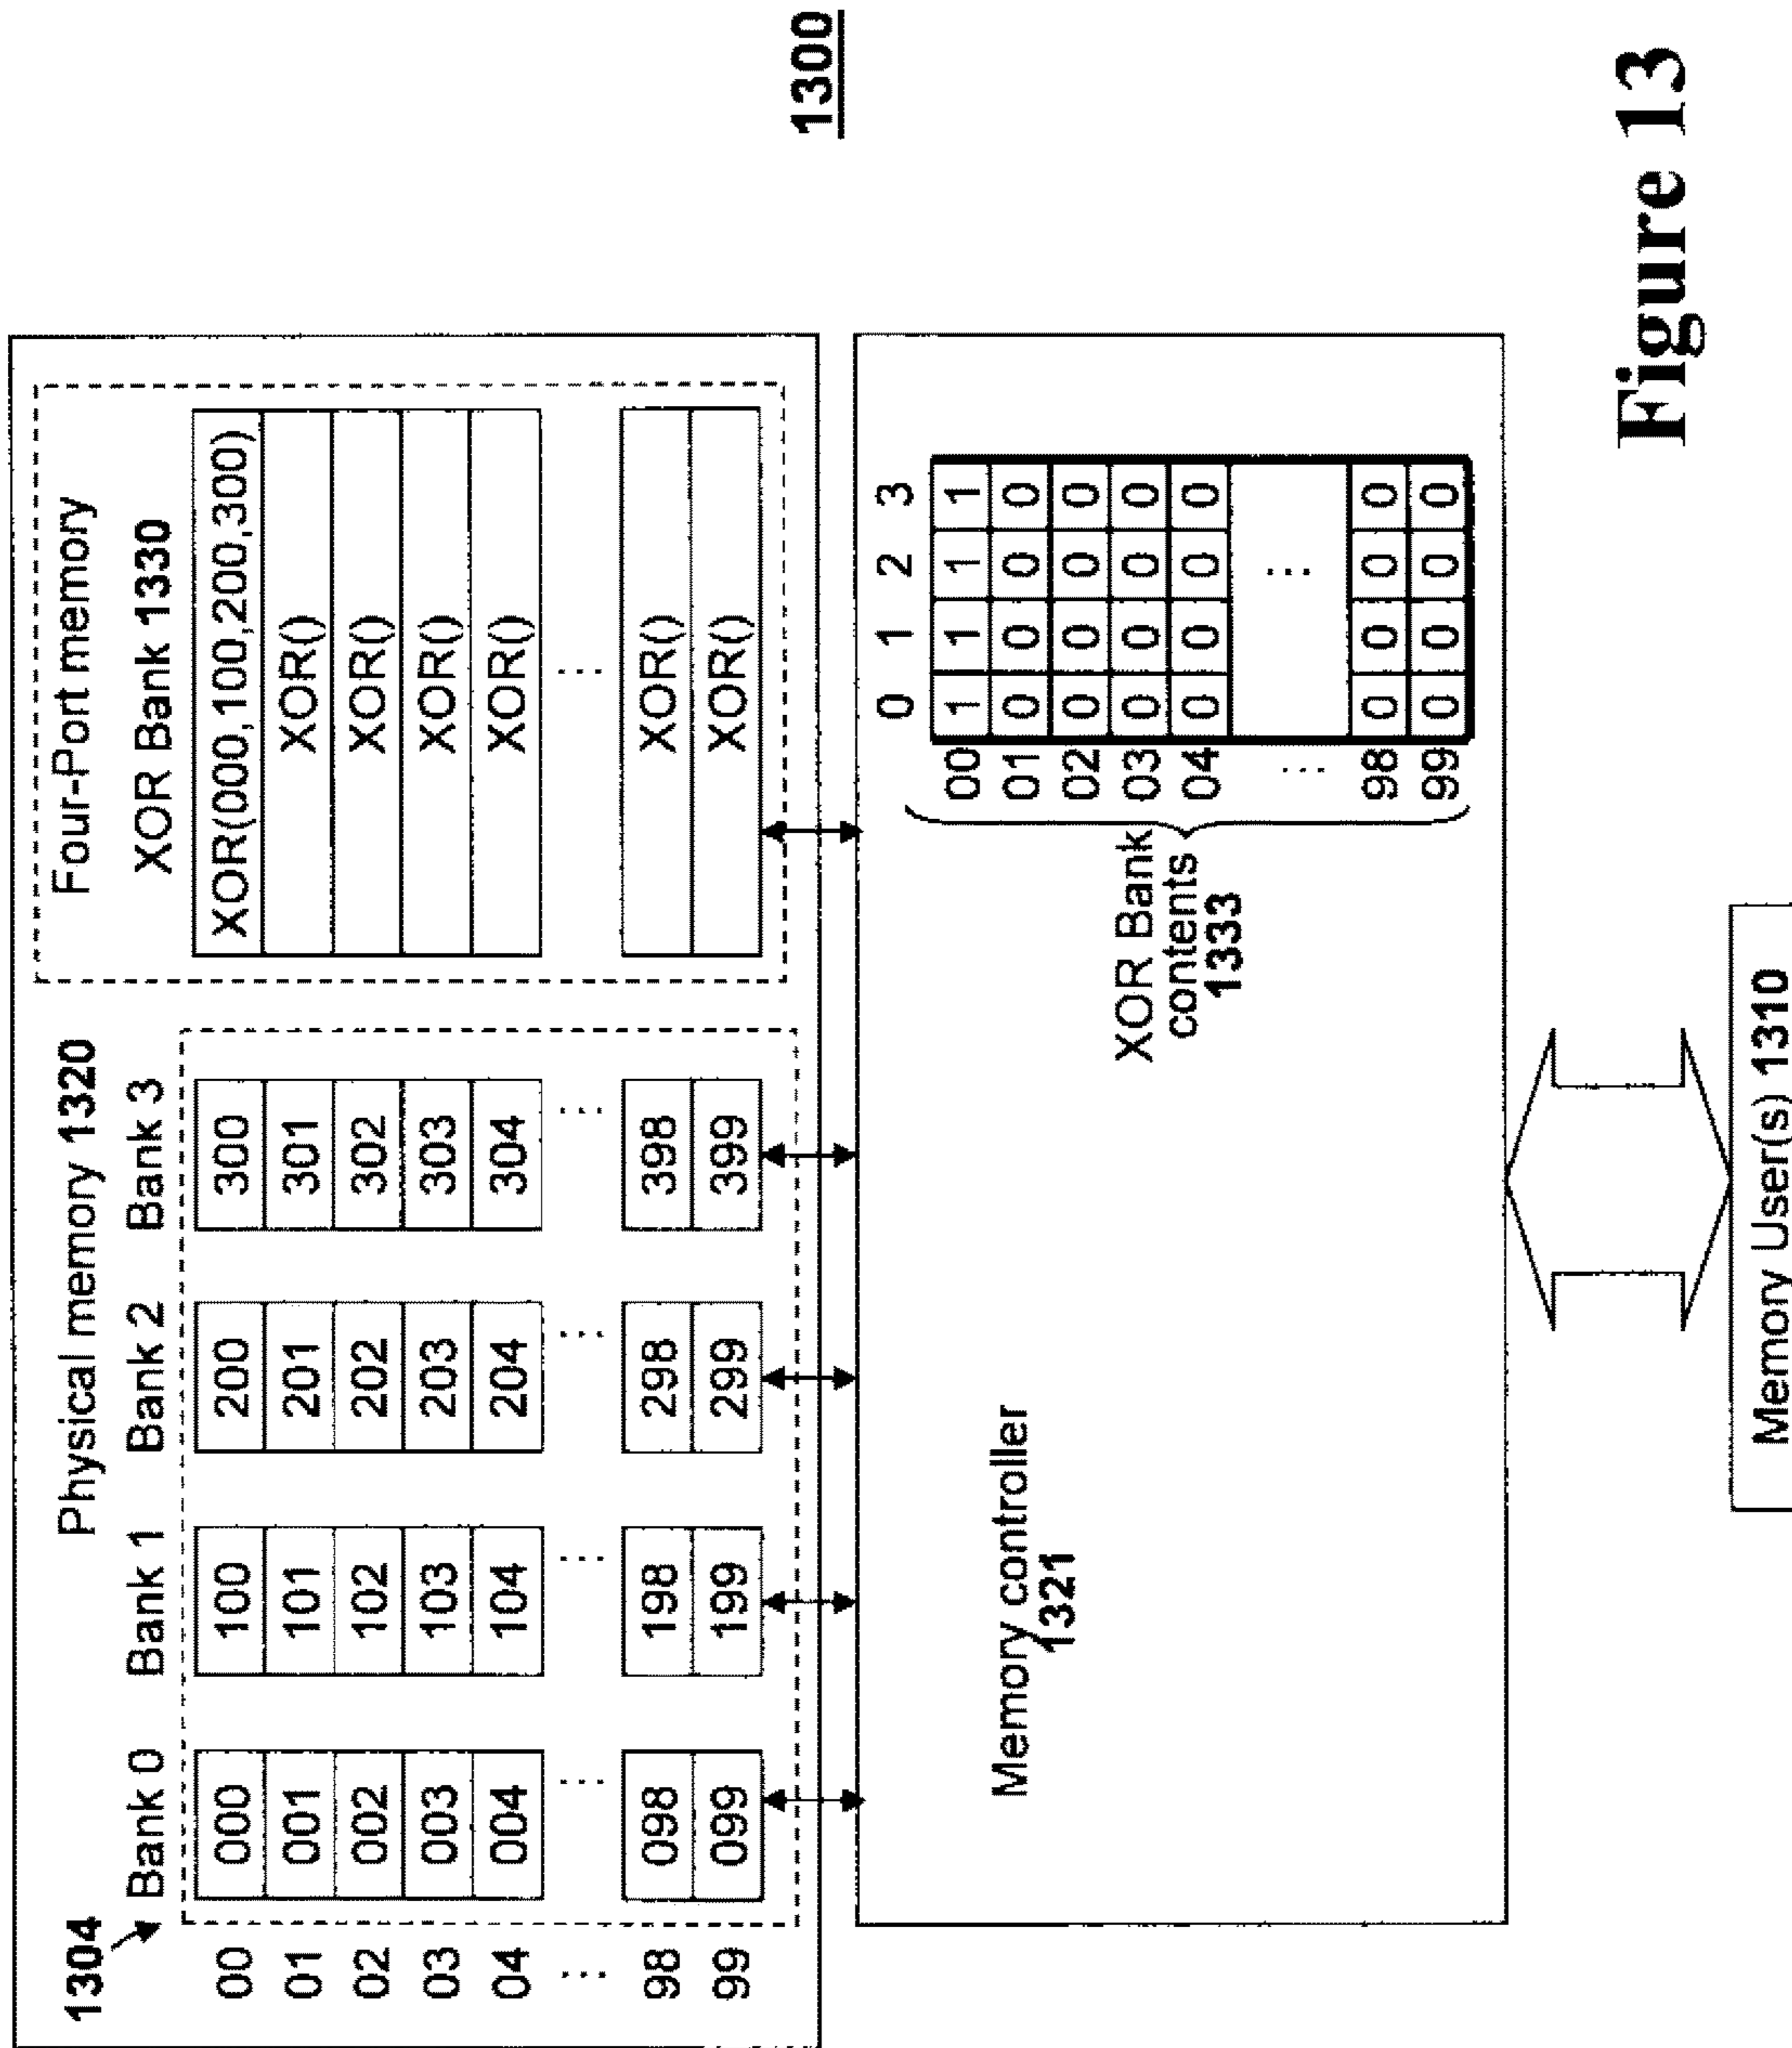 Physical memory 1320
Four-Port memory
1304
Bank 0 Bank 1 Bank 2 Bank 3 XOR Bank 1330
00 000 100 200 300 XOR(000,100,200,300)
01 001 101 201 301 XOR()
02 002 102 202 302 XOR()
03 003 103 203 303 XOR()
04 004 104 204 304 XOR()
... ... ... ... ... ...
98 098 198 298 398 XOR()
99 099 199 299 399 XOR()
1300
Memory controller
1321
XOR Bank
contents
1333
0 1 2 3
00 1 1 1 1
01 0 0 0 0
02 0 0 0 0
03 0 0 0 0
04 0 0 0 0
... ...
98 0 0 0 0
99 0 0 0 0
Memory User(s) 1310
Figure 13